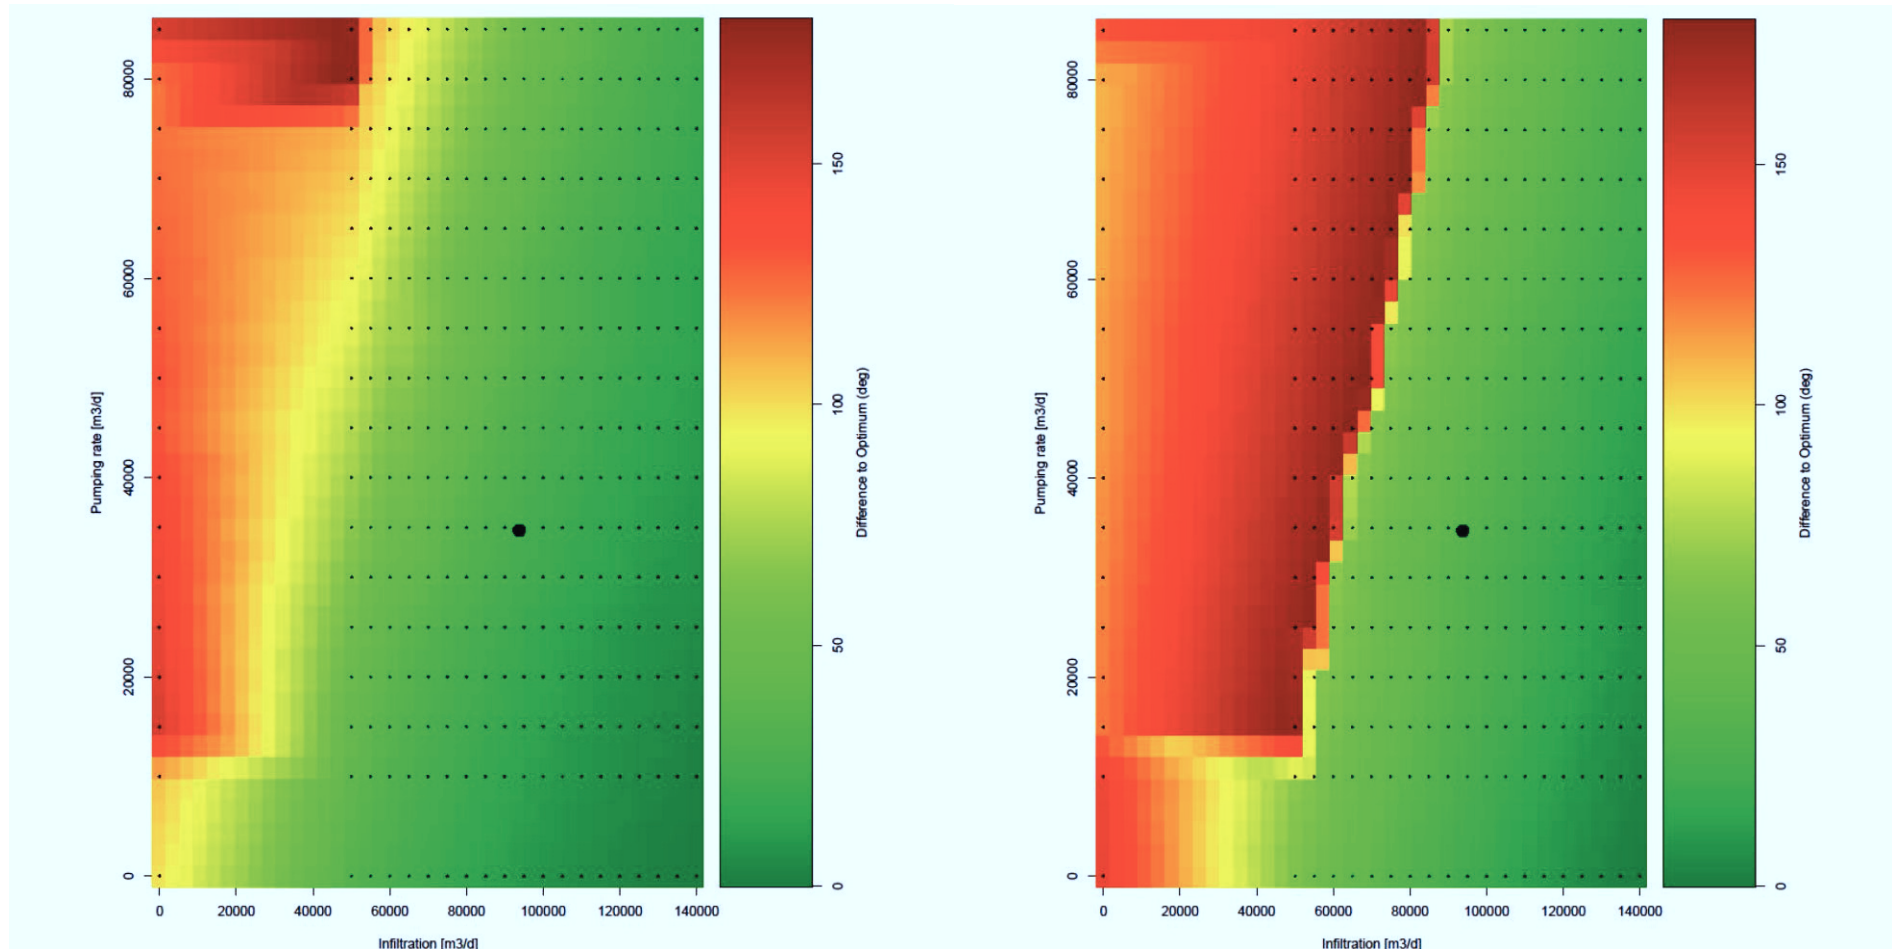 80000
60000
40000
20000
0
Pumping rate [m3/d]
0 20000 40000 60000 80000 100000 120000 140000
Infiltration [m3/d]
150
100
50
0
Difference to Optimum (deg)
80000
60000
40000
20000
0
Pumping rate [m3/d]
0 20000 40000 60000 80000 100000 120000 140000
Infiltration [m3/d]
150
100
50
0
Difference to Optimum (deg)